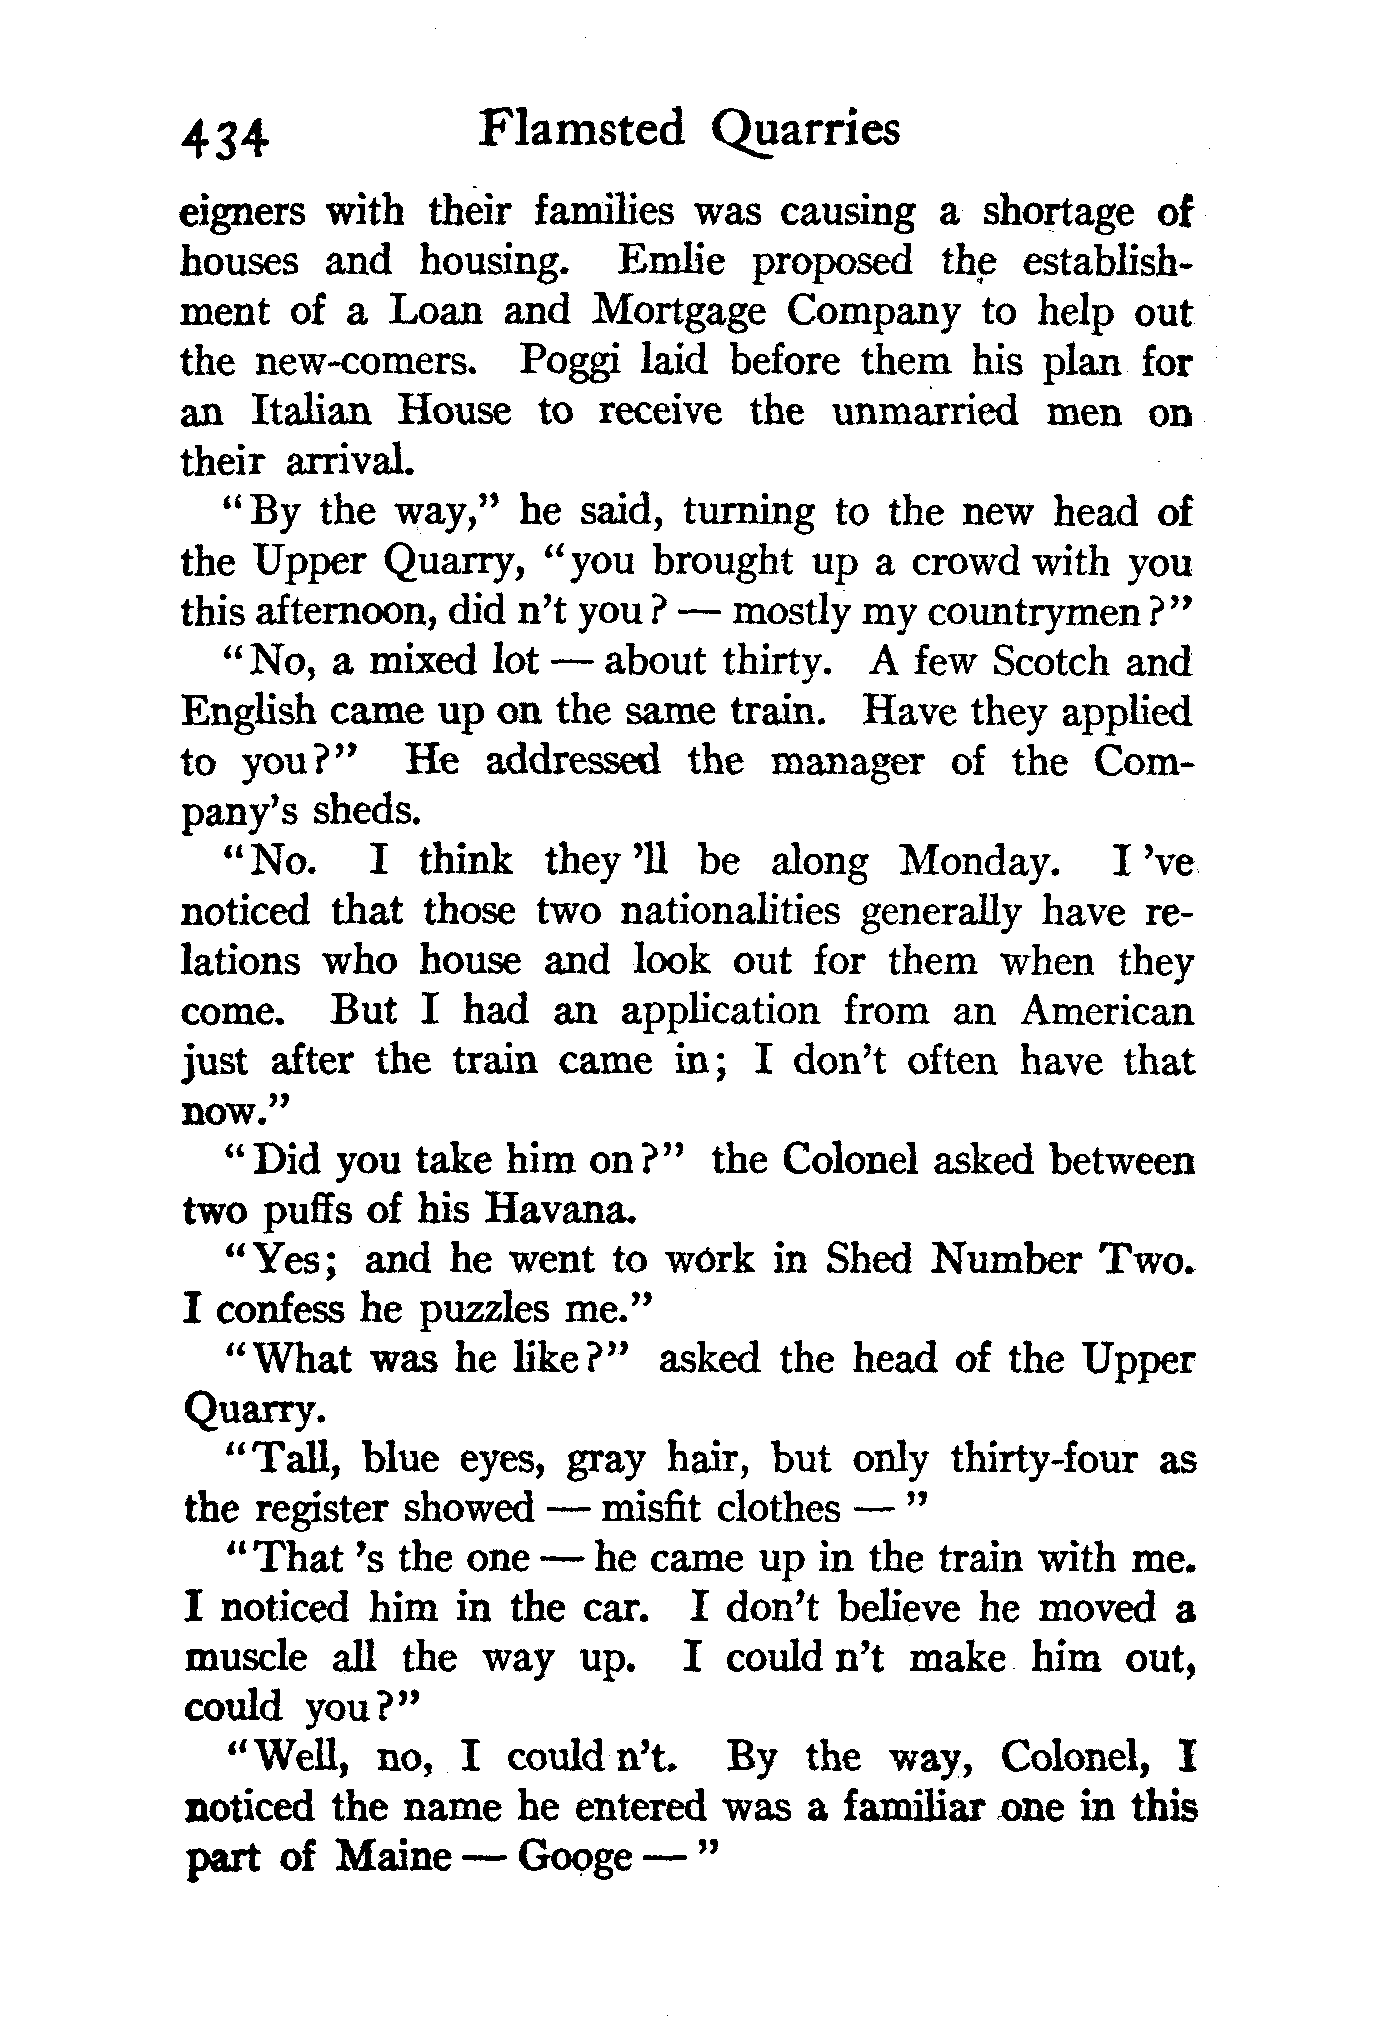 434 Flamsted Quarries
eigners with their families was causing a shortage of
houses and housing. Emlie proposed the establish-
ment of a Loan and Mortgage Company to help out
the new-comers. Poggi laid before them his plan for
an Italian House to receive the unmarried men on
their arrival.
"By the way," he said, turning to the new head of
the Upper Quarry, "you brought up a crowd with you
this afternoon, did n't you? — mostly my countrymen?"
"No, a mixed lot — about thirty. A few Scotch and
English came up on the same train. Have they applied
to you?" He addressed the manager of the Com-
pany's sheds.
"No. I think they 'll be along Monday. I 've
noticed that those two nationalities generally have re-
lations who house and look out for them when they
come. But I had an application from an American
just after the train came in; I don't often have that
now."
"Did you take him on?" the Colonel asked between
two puffs of his Havana.
"Yes; and he went to work in Shed Number Two.
I confess he puzzles me."
"What was he like?" asked the head of the Upper
Quarry.
"Tall, blue eyes, gray hair, but only thirty-four as
the register showed — misfit clothes — "
"That 's the one — he came up in the train with me.
I noticed him in the car. I don't believe he moved a
muscle all the way up. I could n't make him out,
could you?"
"Well, no, I could n't. By the way, Colonel, I
noticed the name he entered was a familiar one in this
part of Maine — Googe — "